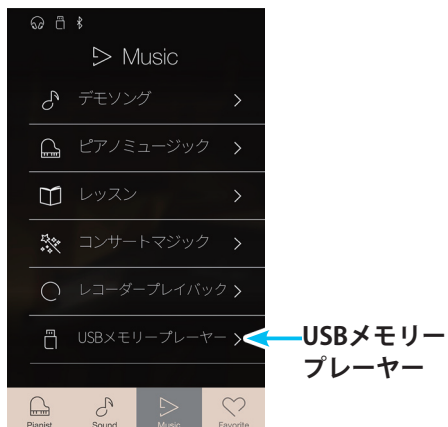 Music
デモソング
ピアノミュージック
レッスン
コンサートマジック
レコーダープレイバック
USBメモリープレーヤー
USBメモリー
プレーヤー
Pianist Sound Music Favorite